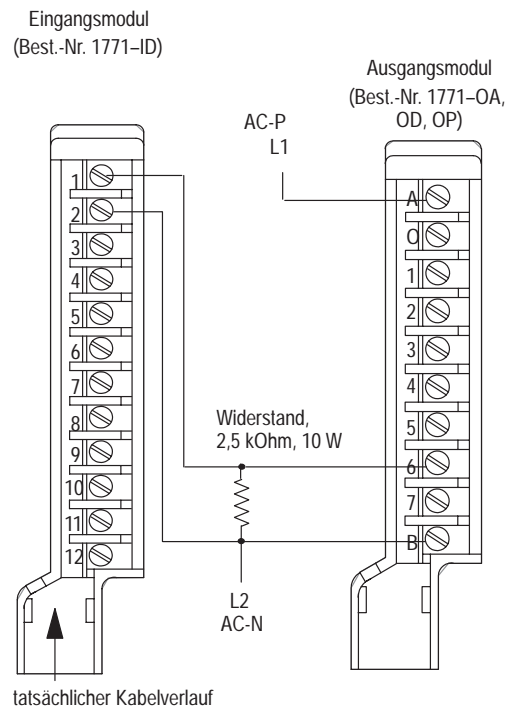 Eingangsmodul
(Best.-Nr. 1771–ID)
Ausgangsmodul
(Best.-Nr. 1771–OA,
OD, OP)
AC-P
L1
1
2
3
4
5
6
7
8
9
10
11
12
A
O
1
2
3
4
5
6
7
B
Widerstand,
2,5 kOhm, 10 W
L2
AC-N
tatsächlicher Kabelverlauf